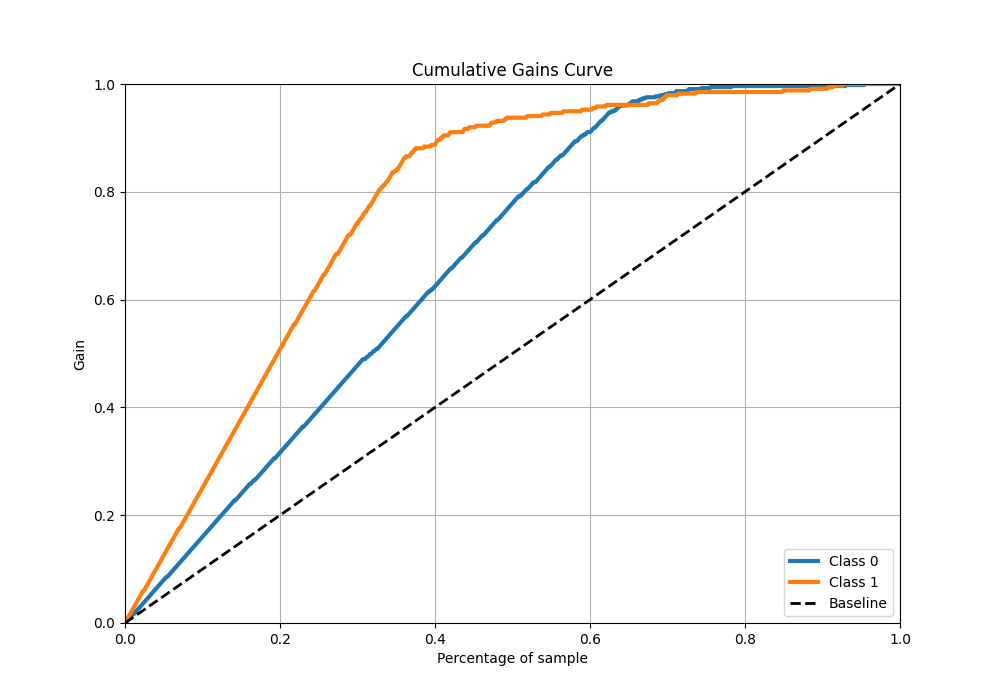 Cumulative Gains Curve
1.0
0.8
0.6
0.4
0.2
0.0
Gain
0.0 0.2 0.4 0.6 0.8 1.0
Percentage of sample
Class 0
Class 1
Baseline